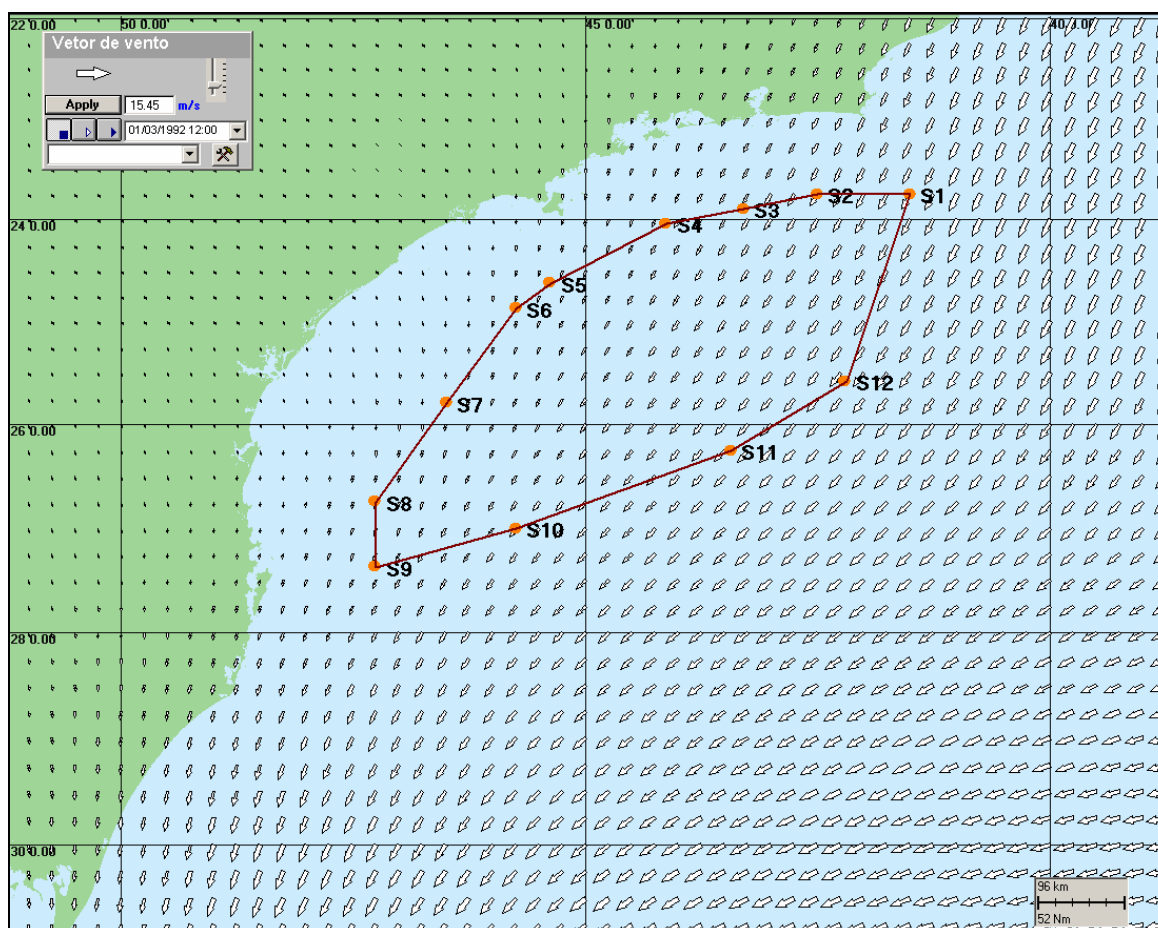 22°0.00 50 0.00 45 0.00 40 0.00
Vetor de vento
Apply 15.45 m/s
01/03/1992 12:00
S2 S1
S3
S4
24°0.00
S5
S6
S12
S7
26°0.00
S11
S8
S10
S9
28°0.00
30°0.00
96 km
52 Nm